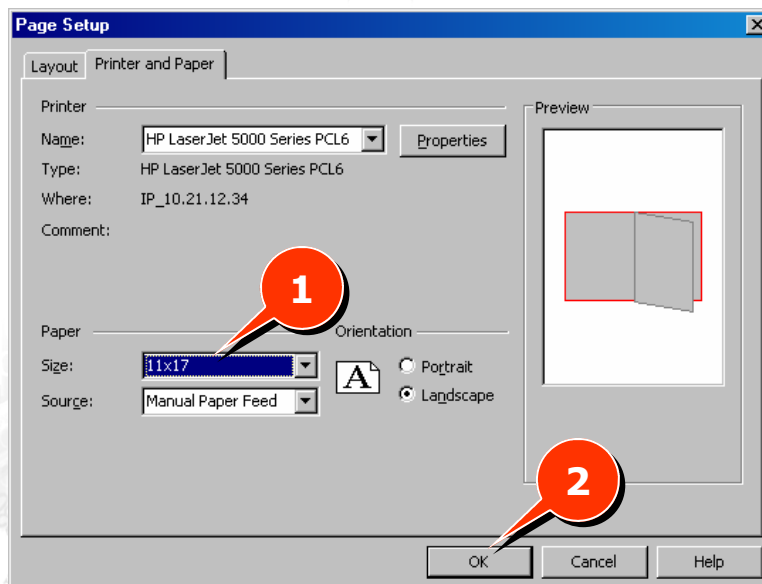 Page Setup
Layout
Printer and Paper
Printer
Name:
HP LaserJet 5000 Series PCL6
Properties
Type:
HP LaserJet 5000 Series PCL6
Where:
IP_10.21.12.34
Comment:
Preview
1
Paper
Orientation
Size:
11x17
A
Portrait
Source:
Manual Paper Feed
Landscape
2
OK
Cancel
Help